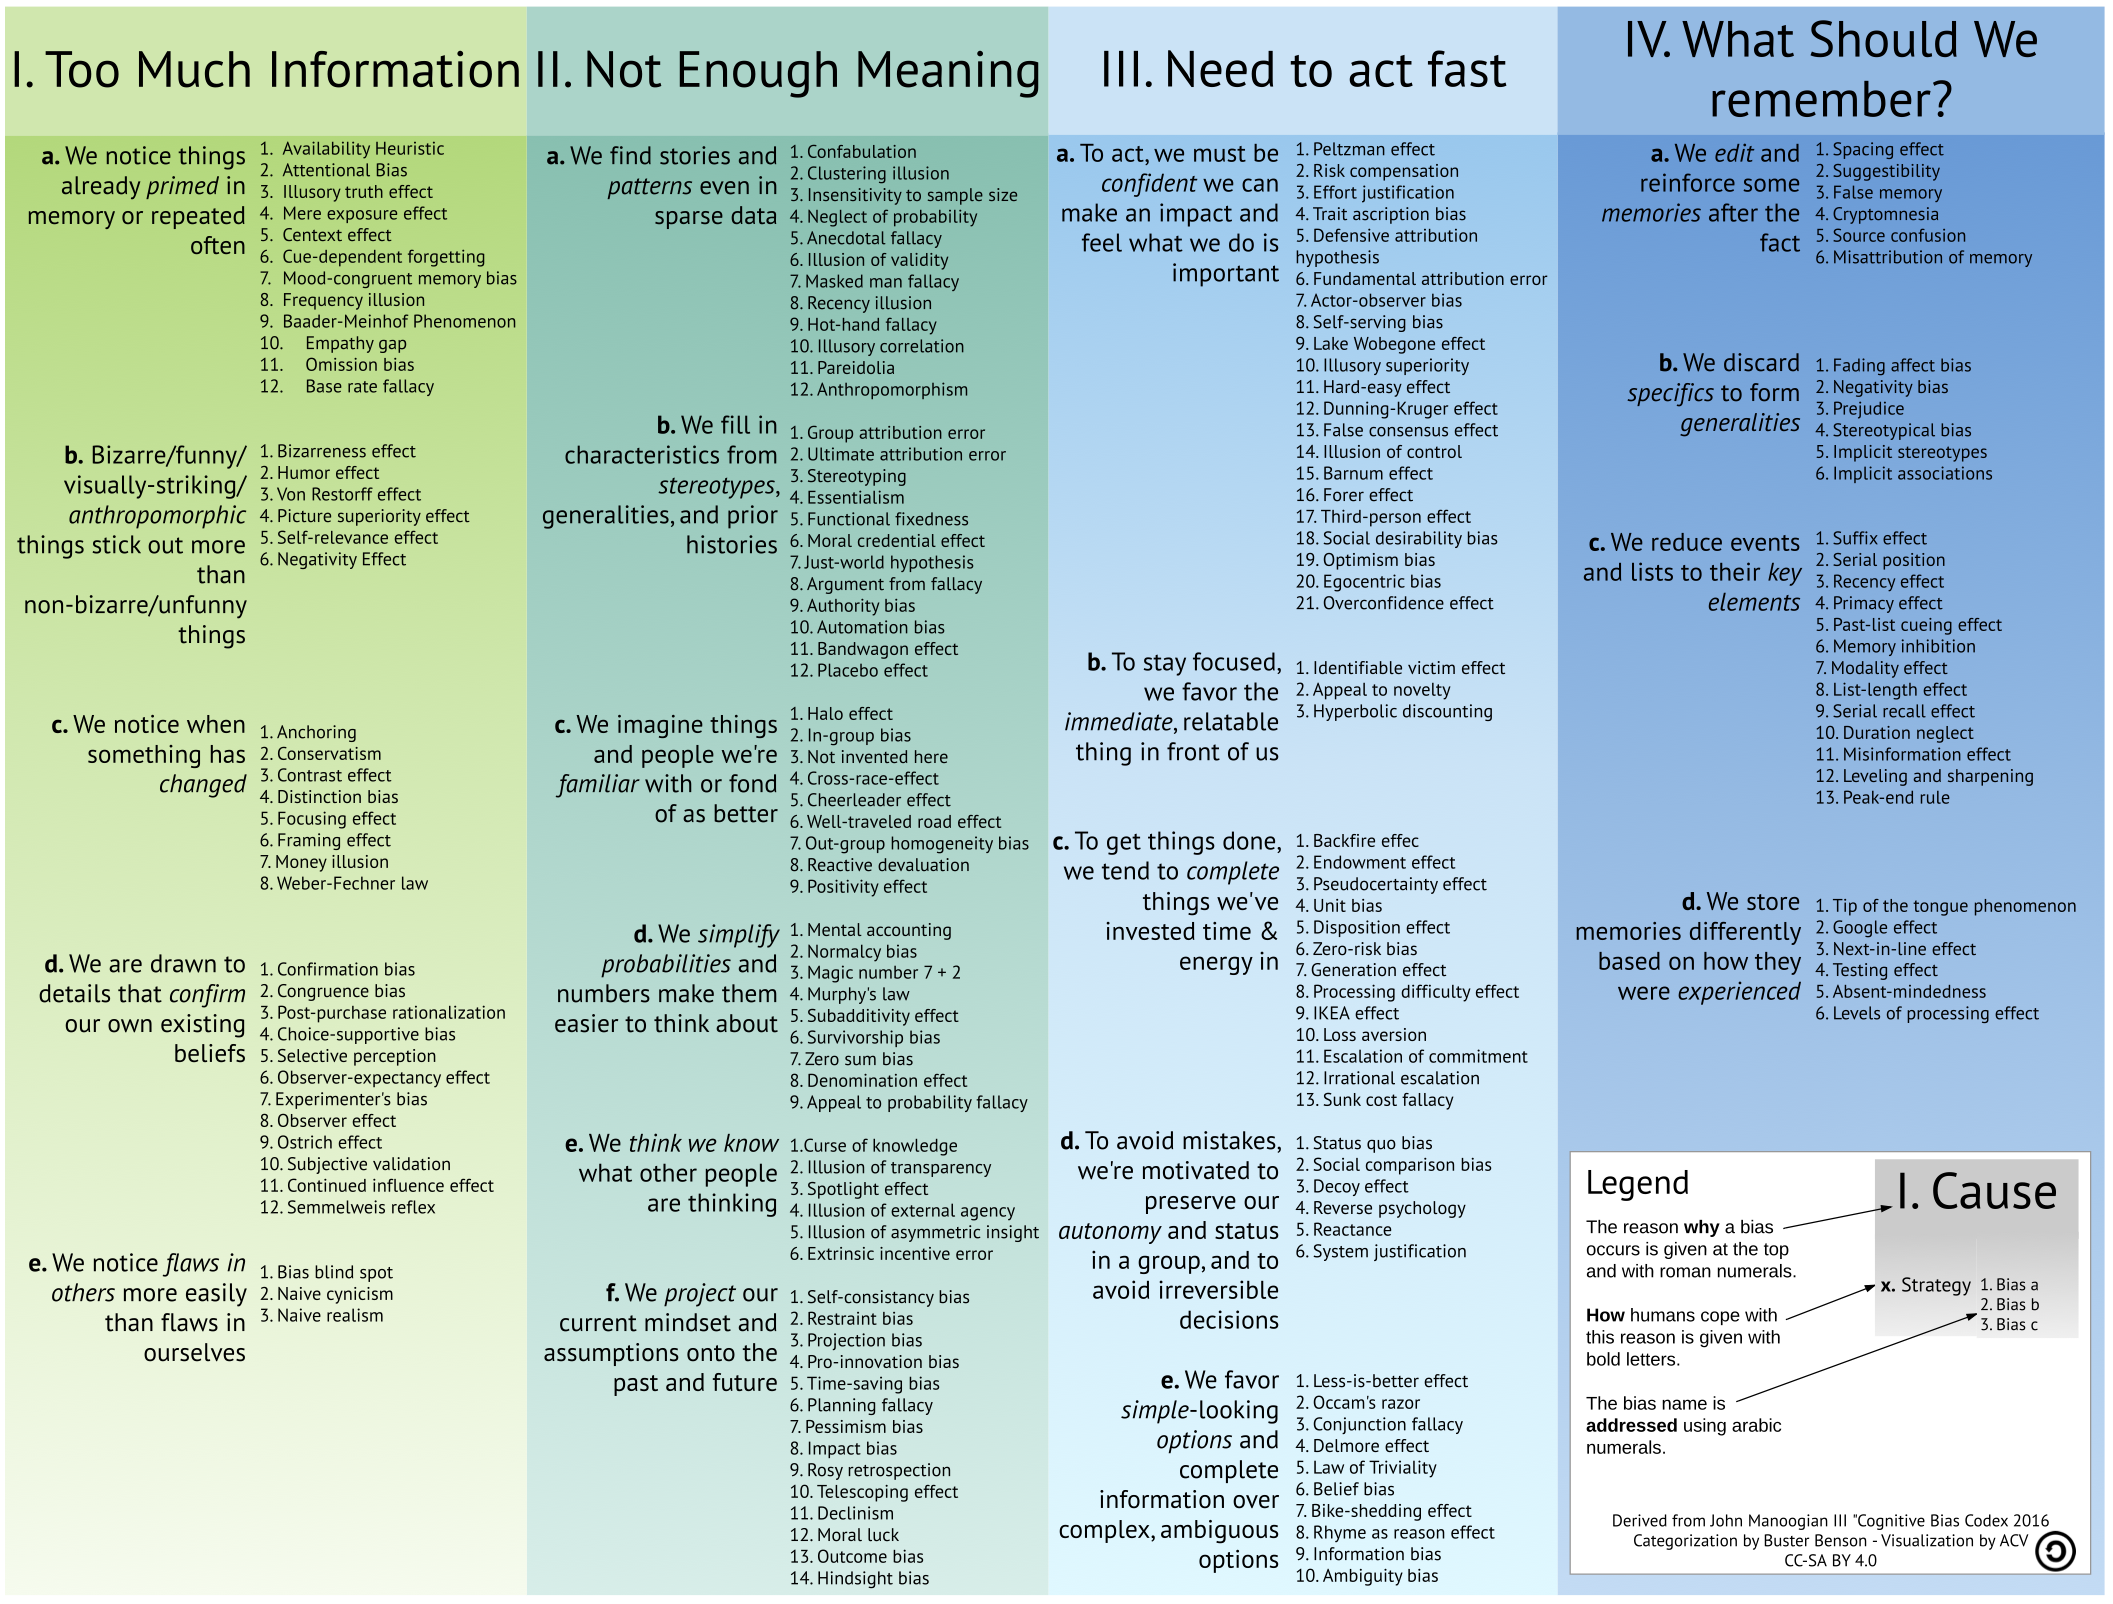 I. Too Much Information
a. We notice things
already primed in
memory or repeated
often
1. Availability Heuristic
2. Attentional Bias
3. Illusory truth effect
4. Mere exposure effect
5. Centext effect
6. Cue-dependent forgetting
7. Mood-congruent memory bias
8. Frequency illusion
9. Baader-Meinhof Phenomenon
10. Empathy gap
11. Omission bias
12. Base rate fallacy
b. Bizarre/funny/
visually-striking/
anthropomorphic
things stick out more
than
non-bizarre/unfunny
things
1. Bizarreness effect
2. Humor effect
3. Von Restorff effect
4. Picture superiority effect
5. Self-relevance effect
6. Negativity Effect
c. We notice when
something has
changed
1. Anchoring
2. Conservatism
3. Contrast effect
4. Distinction bias
5. Focusing effect
6. Framing effect
7. Money illusion
8. Weber-Fechner law
d. We are drawn to
details that confirm
our own existing
beliefs
1. Confirmation bias
2. Congruence bias
3. Post-purchase rationalization
4. Choice-supportive bias
5. Selective perception
6. Observer-expectancy effect
7. Experimenter's bias
8. Observer effect
9. Ostrich effect
10. Subjective validation
11. Continued influence effect
12. Semmelweis reflex
e. We notice flaws in
others more easily
than flaws in
ourselves
1. Bias blind spot
2. Naive cynicism
3. Naive realism
II. Not Enough Meaning
a. We find stories and
patterns even in
sparse data
1. Confabulation
2. Clustering illusion
3. Insensitivity to sample size
4. Neglect of probability
5. Anecdotal fallacy
6. Illusion of validity
7. Masked man fallacy
8. Recency illusion
9. Hot-hand fallacy
10. Illusory correlation
11. Pareidolia
12. Anthropomorphism
b. We fill in
characteristics from
stereotypes,
generalities, and prior
histories
1. Group attribution error
2. Ultimate attribution error
3. Stereotyping
4. Essentialism
5. Functional fixedness
6. Moral credential effect
7. Just-world hypothesis
8. Argument from fallacy
9. Authority bias
10. Automation bias
11. Bandwagon effect
12. Placebo effect
c. We imagine things
and people we're
familiar with or fond
of as better
1. Halo effect
2. In-group bias
3. Not invented here
4. Cross-race-effect
5. Cheerleader effect
6. Well-traveled road effect
7. Out-group homogeneity bias
8. Reactive devaluation
9. Positivity effect
d. We simplify
probabilities and
numbers make them
easier to think about
1. Mental accounting
2. Normalcy bias
3. Magic number 7 + 2
4. Murphy's law
5. Subadditivity effect
6. Survivorship bias
7. Zero sum bias
8. Denomination effect
9. Appeal to probability fallacy
e. We think we know
what other people
are thinking
1.Curse of knowledge
2. Illusion of transparency
3. Spotlight effect
4. Illusion of external agency
5. Illusion of asymmetric insight
6. Extrinsic incentive error
f. We project our
current mindset and
assumptions onto the
past and future
1. Self-consistancy bias
2. Restraint bias
3. Projection bias
4. Pro-innovation bias
5. Time-saving bias
6. Planning fallacy
7. Pessimism bias
8. Impact bias
9. Rosy retrospection
10. Telescoping effect
11. Declinism
12. Moral luck
13. Outcome bias
14. Hindsight bias
III. Need to act fast
a. To act, we must be
confident we can
make an impact and
feel what we do is
important
1. Peltzman effect
2. Risk compensation
3. Effort justification
4. Trait ascription bias
5. Defensive attribution
hypothesis
6. Fundamental attribution error
7. Actor-observer bias
8. Self-serving bias
9. Lake Wobegone effect
10. Illusory superiority
11. Hard-easy effect
12. Dunning-Kruger effect
13. False consensus effect
14. Illusion of control
15. Barnum effect
16. Forer effect
17. Third-person effect
18. Social desirability bias
19. Optimism bias
20. Egocentric bias
21. Overconfidence effect
b. To stay focused,
we favor the
immediate, relatable
thing in front of us
1. Identifiable victim effect
2. Appeal to novelty
3. Hyperbolic discounting
c. To get things done,
we tend to complete
things we've
invested time &
energy in
1. Backfire effec
2. Endowment effect
3. Pseudocertainty effect
4. Unit bias
5. Disposition effect
6. Zero-risk bias
7. Generation effect
8. Processing difficulty effect
9. IKEA effect
10. Loss aversion
11. Escalation of commitment
12. Irrational escalation
13. Sunk cost fallacy
d. To avoid mistakes,
we're motivated to
preserve our
autonomy and status
in a group, and to
avoid irreversible
decisions
1. Status quo bias
2. Social comparison bias
3. Decoy effect
4. Reverse psychology
5. Reactance
6. System justification
e. We favor
simple-looking
options and
complete
information over
complex, ambiguous
options
1. Less-is-better effect
2. Occam's razor
3. Conjunction fallacy
4. Delmore effect
5. Law of Triviality
6. Belief bias
7. Bike-shedding effect
8. Rhyme as reason effect
9. Information bias
10. Ambiguity bias
IV. What Should We
remember?
a. We edit and
reinforce some
memories after the
fact
1. Spacing effect
2. Suggestibility
3. False memory
4. Cryptomnesia
5. Source confusion
6. Misattribution of memory
b. We discard
specifics to form
generalities
1. Fading affect bias
2. Negativity bias
3. Prejudice
4. Stereotypical bias
5. Implicit stereotypes
6. Implicit associations
c. We reduce events
and lists to their key
elements
1. Suffix effect
2. Serial position
3. Recency effect
4. Primacy effect
5. Past-list cueing effect
6. Memory inhibition
7. Modality effect
8. List-length effect
9. Serial recall effect
10. Duration neglect
11. Misinformation effect
12. Leveling and sharpening
13. Peak-end rule
d. We store
memories differently
based on how they
were experienced
1. Tip of the tongue phenomenon
2. Google effect
3. Next-in-line effect
4. Testing effect
5. Absent-mindedness
6. Levels of processing effect
Legend
The reason why a bias
occurs is given at the top
and with roman numerals.
How humans cope with
this reason is given with
bold letters.
The bias name is
addressed using arabic
numerals.
I. Cause
x. Strategy
1. Bias a
2. Bias b
3. Bias c
Derived from John Manoogian III "Cognitive Bias Codex 2016
Categorization by Buster Benson - Visualization by ACV
CC-SA BY 4.0